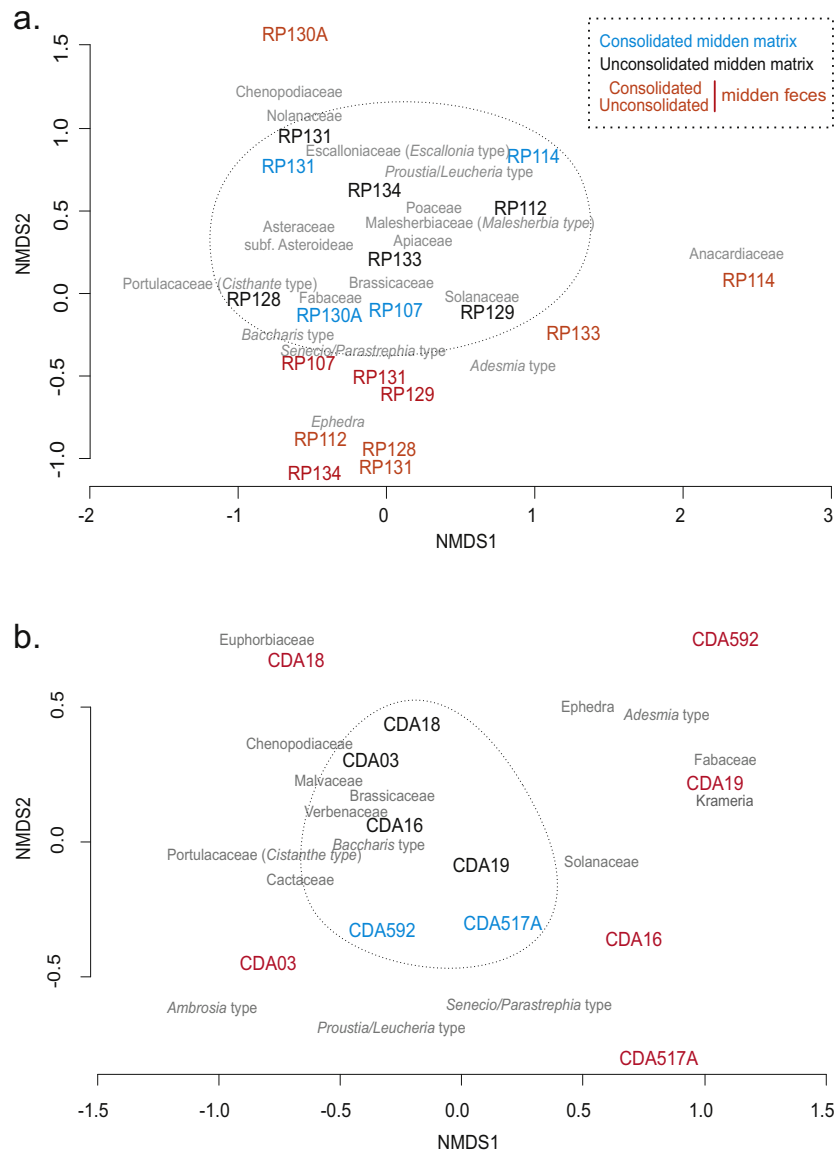 a.
RP130A
Consolidated midden matrix
Unconsolidated midden matrix
Consolidated
Unconsolidated
midden feces
1.5
Chenopodiaceae
Nolanaceae
1.0
RP131
Escalloniaceae (Escallonia type)
RP114
RP131
Proustia/Leucheria type
RP134
0.5
Poaceae
RP112
Malesherbiaceae (Malesherbia type)
Asteraceae
subf. Asteroideae
Apiaceae
NMDS2
RP133
Anacardiaceae
RP114
Portulacaceae (Cisthante type)
Brassicaceae
0.0
RP128
Fabaceae
Solanaceae
RP130A
RP107
RP129
Baccharis type
RP133
Senecio/Parastrephia type
RP107
Adesmia type
-0.5
RP131
RP129
Ephedra
RP112
RP128
-1.0
RP134
RP131
-2
-1
0
1
2
3
NMDS1
b.
Euphorbiaceae
CDA592
CDA18
0.5
Ephedra
Adesmia type
CDA18
Chenopodiaceae
CDA03
Fabaceae
Malvaceae
CDA19
Brassicaceae
Krameria
Verbenaceae
NMDS2
CDA16
0.0
Baccharis type
Portulacaceae (Cistanthe type)
CDA19
Solanaceae
Cactaceae
CDA592
CDA517A
CDA16
CDA03
-0.5
Ambrosia type
Senecio/Parastrephia type
Proustia/Leucheria type
CDA517A
-1.5
-1.0
-0.5
0.0
0.5
1.0
1.5
NMDS1